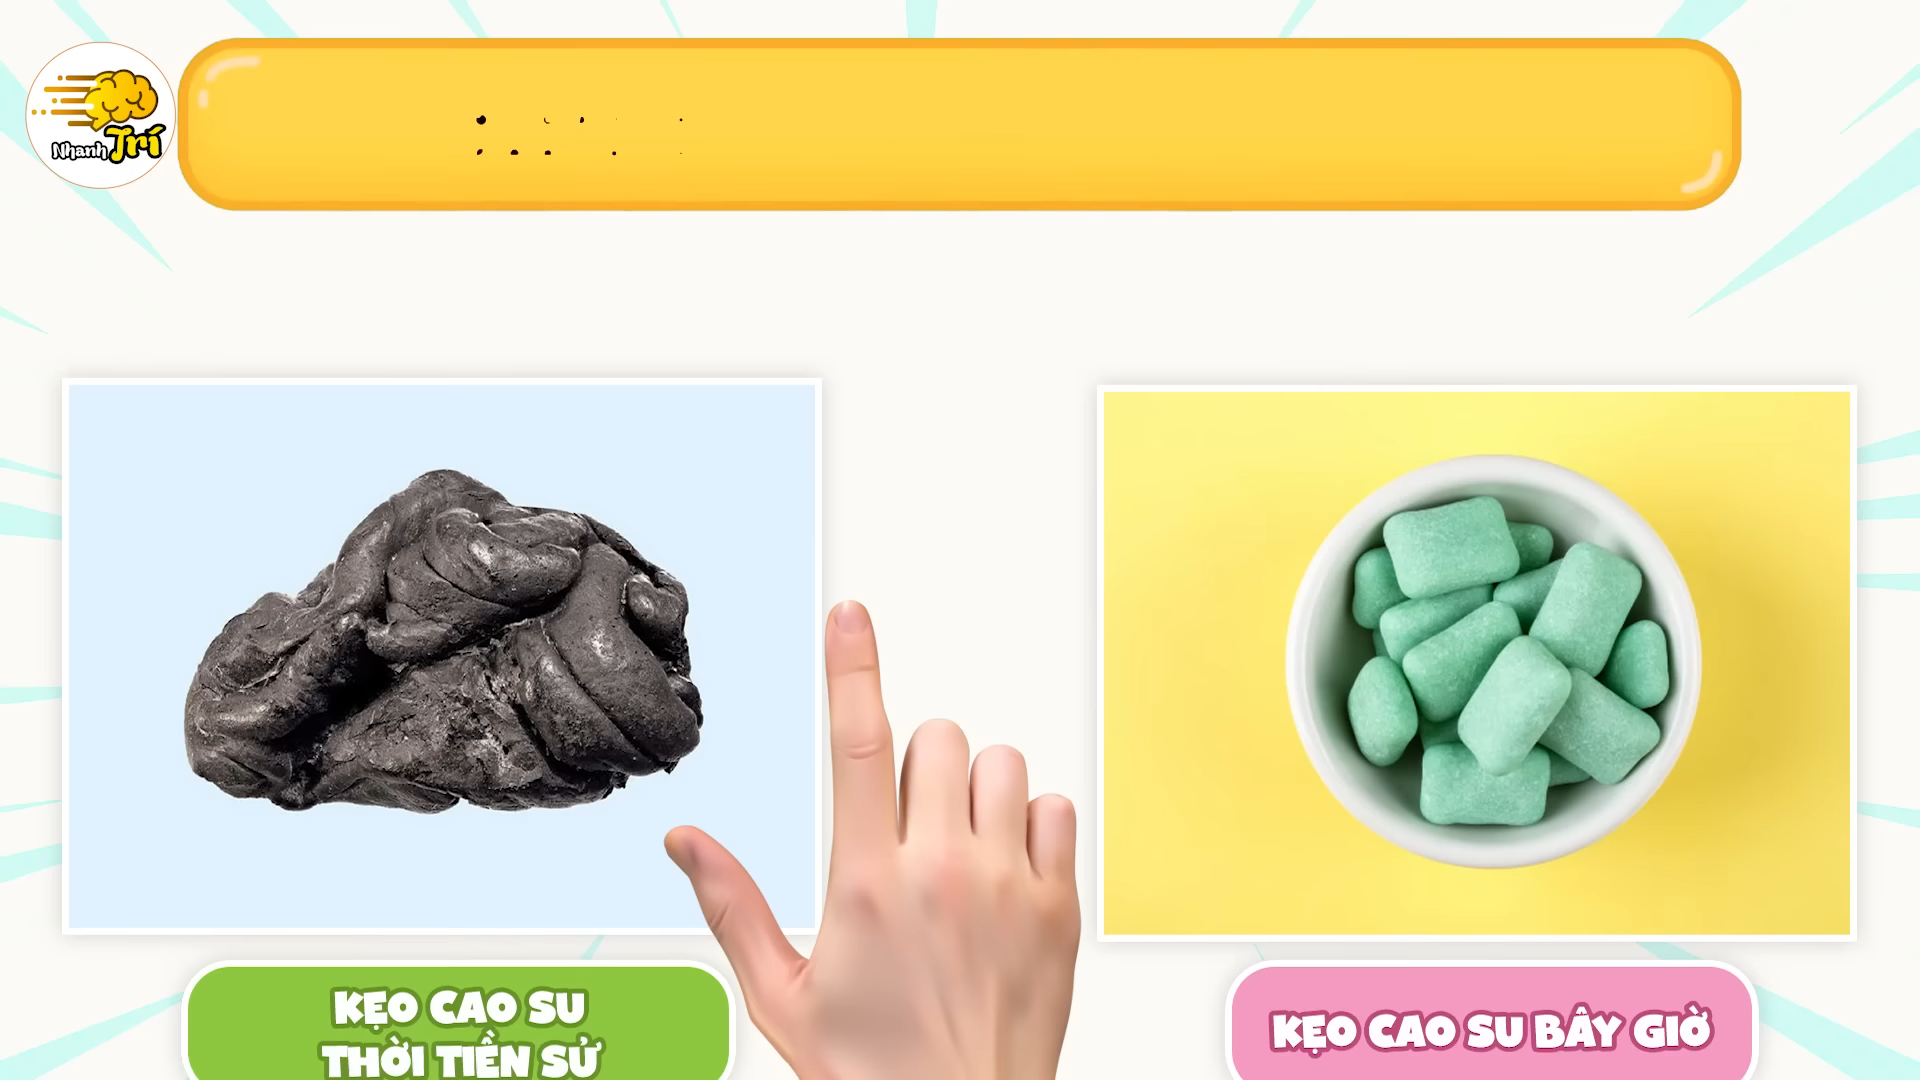 Nhanh Trí
KẸO CAO SU
THỜI TIỀN SỬ
KẸO CAO SU BÂY GIỜ